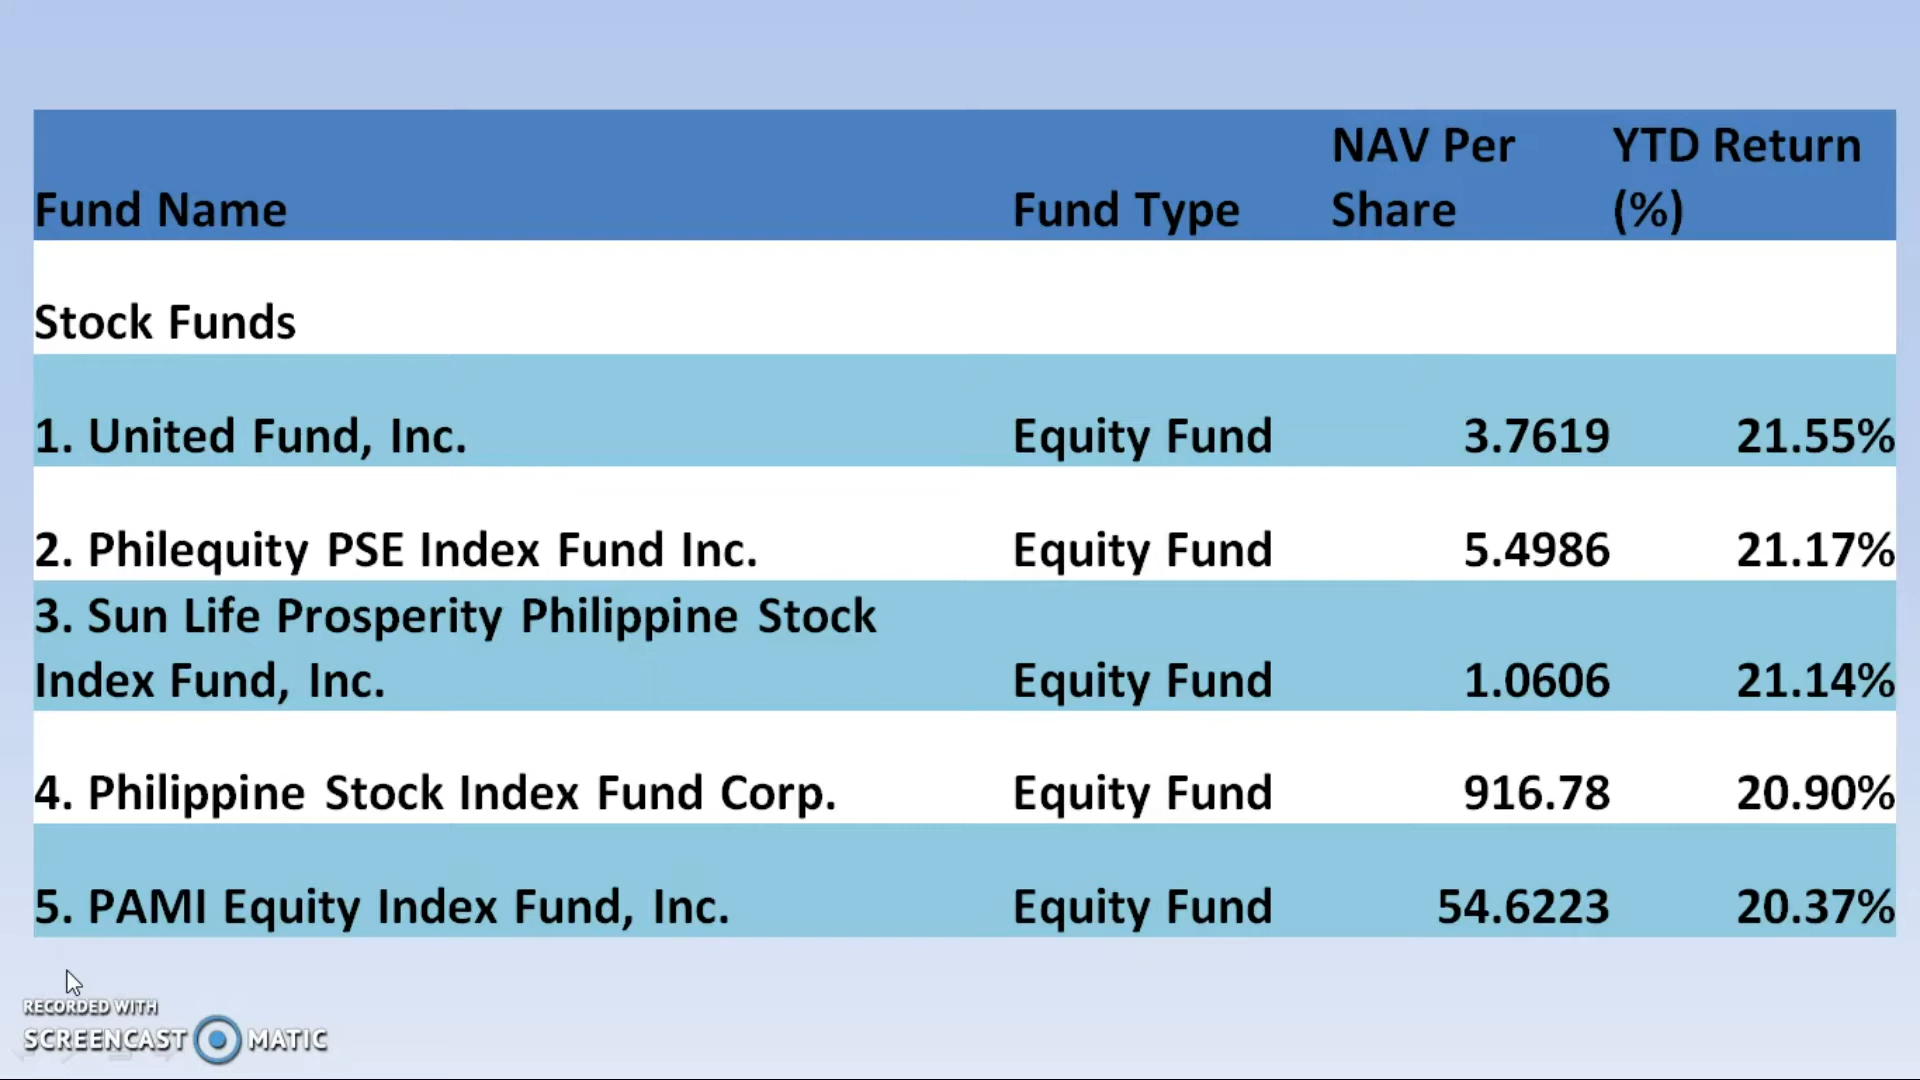 Fund Name Fund Type NAV Per Share YTD Return (%)
Stock Funds
1. United Fund, Inc. Equity Fund 3.7619 21.55%
2. Philequity PSE Index Fund Inc. Equity Fund 5.4986 21.17%
3. Sun Life Prosperity Philippine Stock
Index Fund, Inc. Equity Fund 1.0606 21.14%
4. Philippine Stock Index Fund Corp. Equity Fund 916.78 20.90%
5. PAMI Equity Index Fund, Inc. Equity Fund 54.6223 20.37%
RECORDED WITH
SCREENCAST MATIC